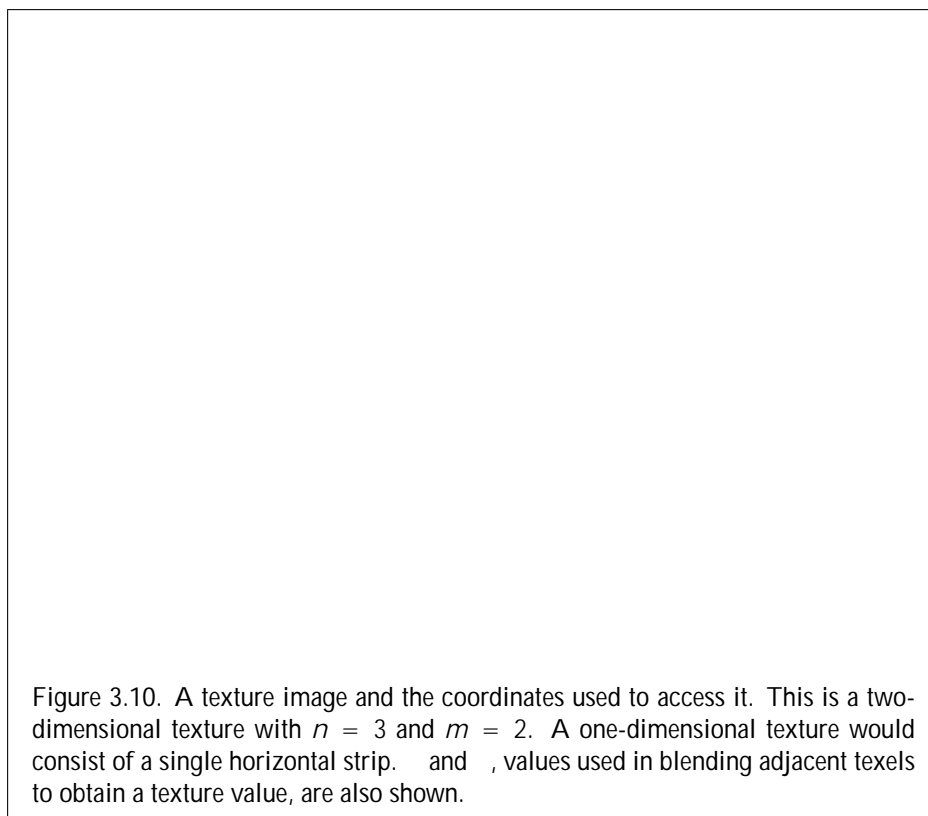 Figure 3.10. A texture image and the coordinates used to access it. This is a two-
dimensional texture with n = 3 and m = 2. A one-dimensional texture would
consist of a single horizontal strip. and , values used in blending adjacent texels
to obtain a texture value, are also shown.